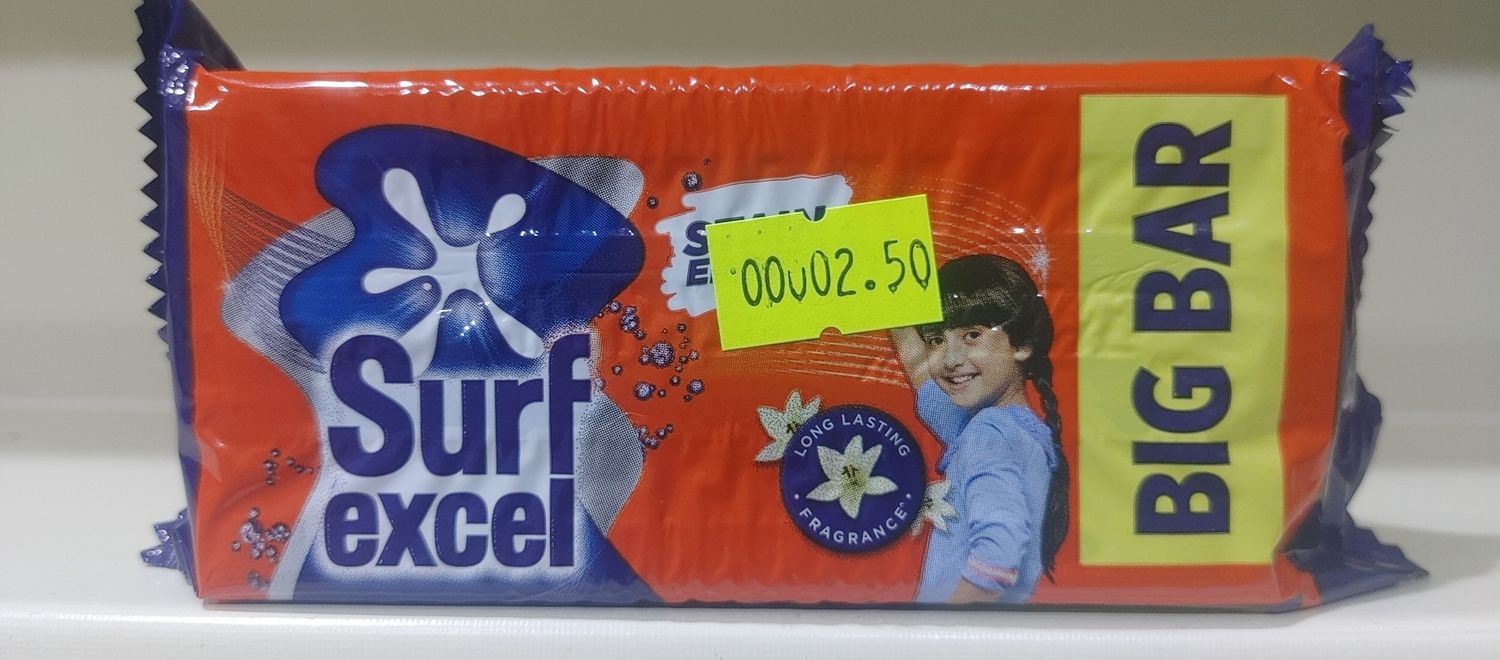 Surf
excel
00002.50
LONG LASTING
FRAGRANCE
BIG BAR